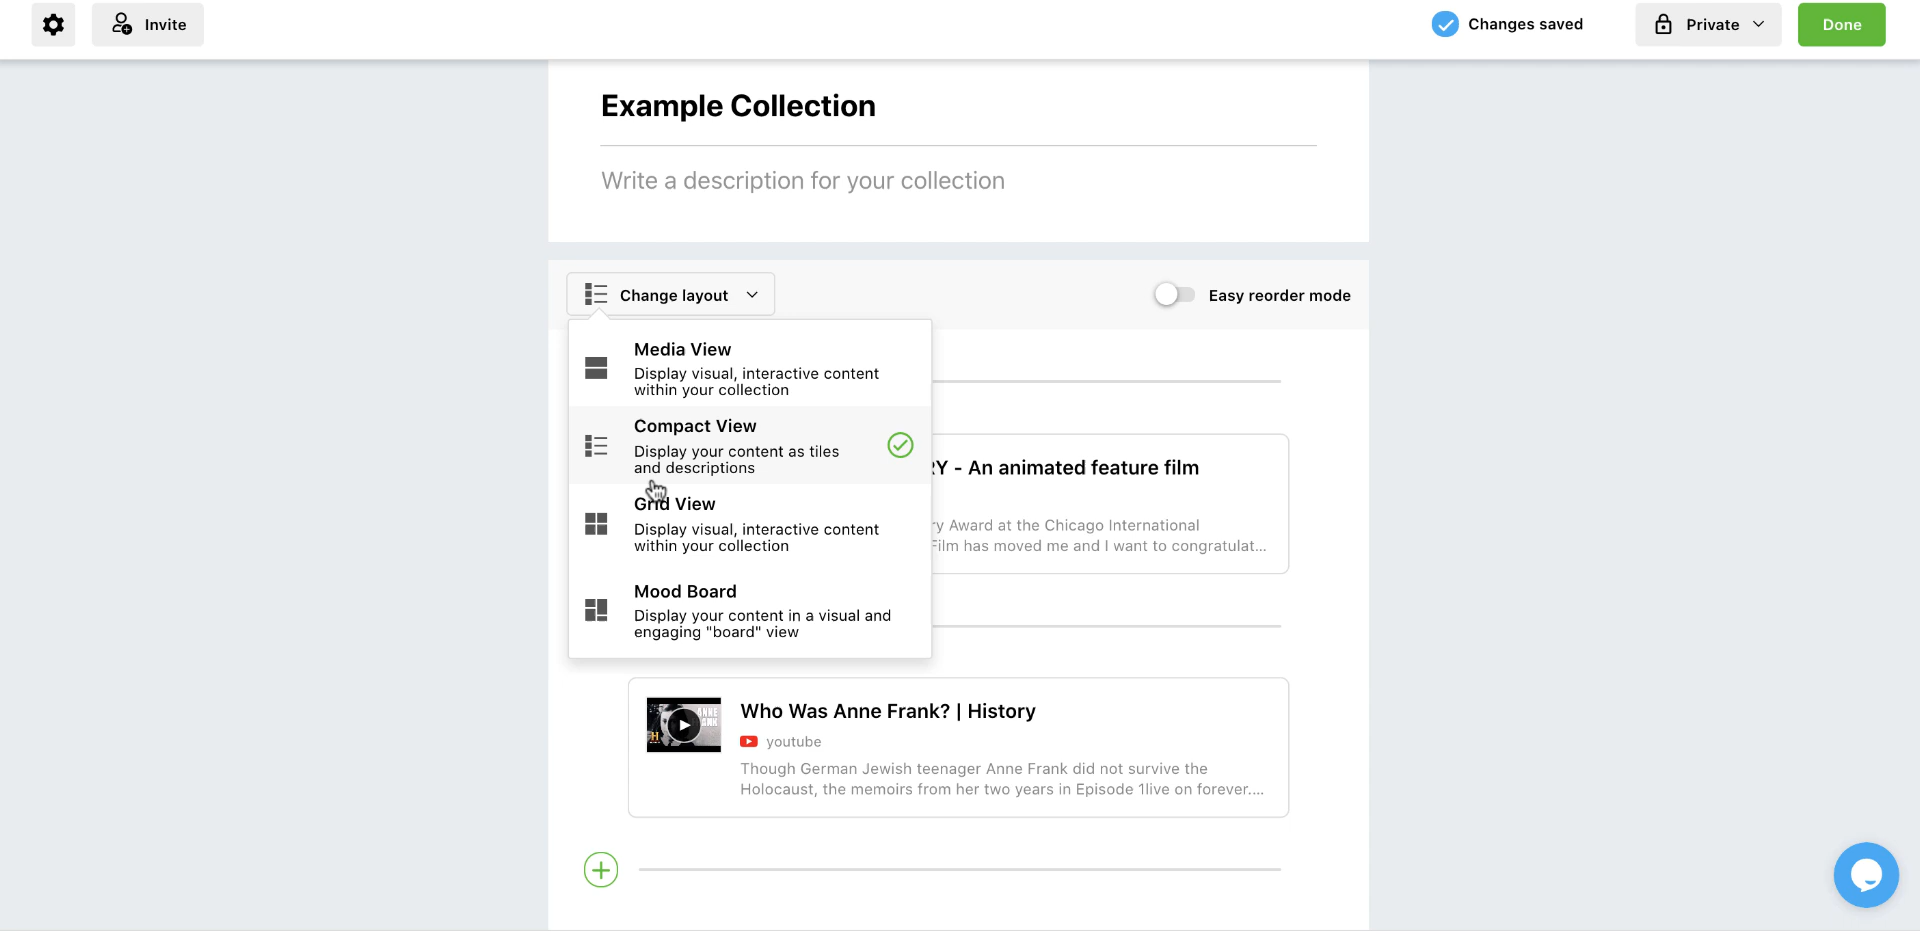 Invite
Changes saved
Private
Done
Example Collection
Write a description for your collection
Change layout
Easy reorder mode
Media View
Display visual, interactive content
within your collection
Compact View
Display your content as tiles
and descriptions
Grid View
Display visual, interactive content
within your collection
Mood Board
Display your content in a visual and
engaging "board" view
RY - An animated feature film
ry Award at the Chicago International
Film has moved me and I want to congratulat...
ANNE
Who Was Anne Frank? | History
youtube
Though German Jewish teenager Anne Frank did not survive the
Holocaust, the memoirs from her two years in Episode 1live on forever....